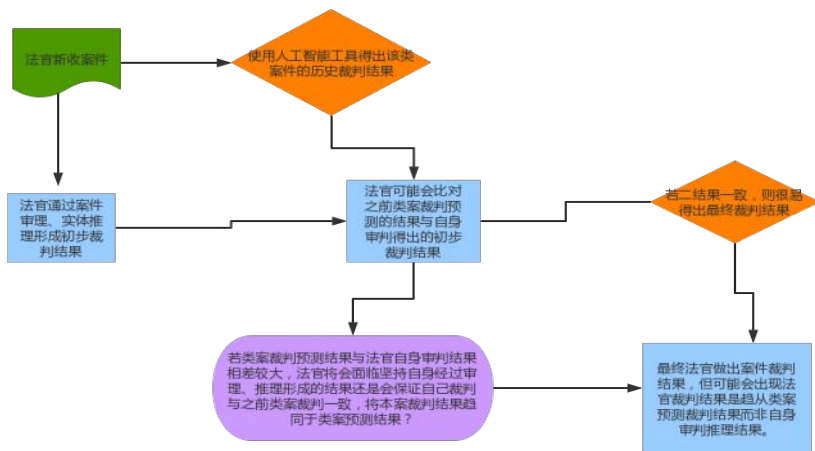 法官新收案件
使用人工智能工具得出该类
案件的历史裁判结果
法官通过案件
审理、实体推
理形成初步裁
判结果
法官可能会比对
之前类案裁判预
测的结果与自身
审判得出的初步
裁判结果
若二结果一致，则很易
得出最终裁判结果
若类案裁判预测结果与法官自身审判结果
相差较大，法官将会面临坚持自身经过审
理、推理形成的结果还是会保证自己裁判
与之前类案裁判一致，将本案裁判结果趋
同于类案预测结果？
最终法官做出案件裁判
结果，但可能会出现法
官裁判结果是趋从类案
预测裁判结果而非自身
审判推理结果。